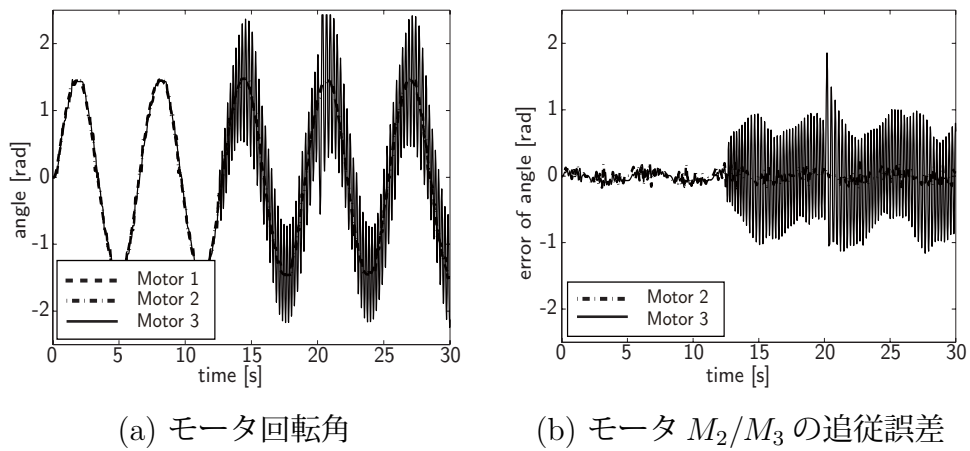 2
1
0
-1
-2
angle [rad]
Motor 1
Motor 2
Motor 3
0 5 10 15 20 25 30
time [s]
(a) モータ回転角
2
1
0
-1
-2
error of angle [rad]
Motor 2
Motor 3
0 5 10 15 20 25 30
time [s]
(b) モータ M₂/M₃ の追従誤差